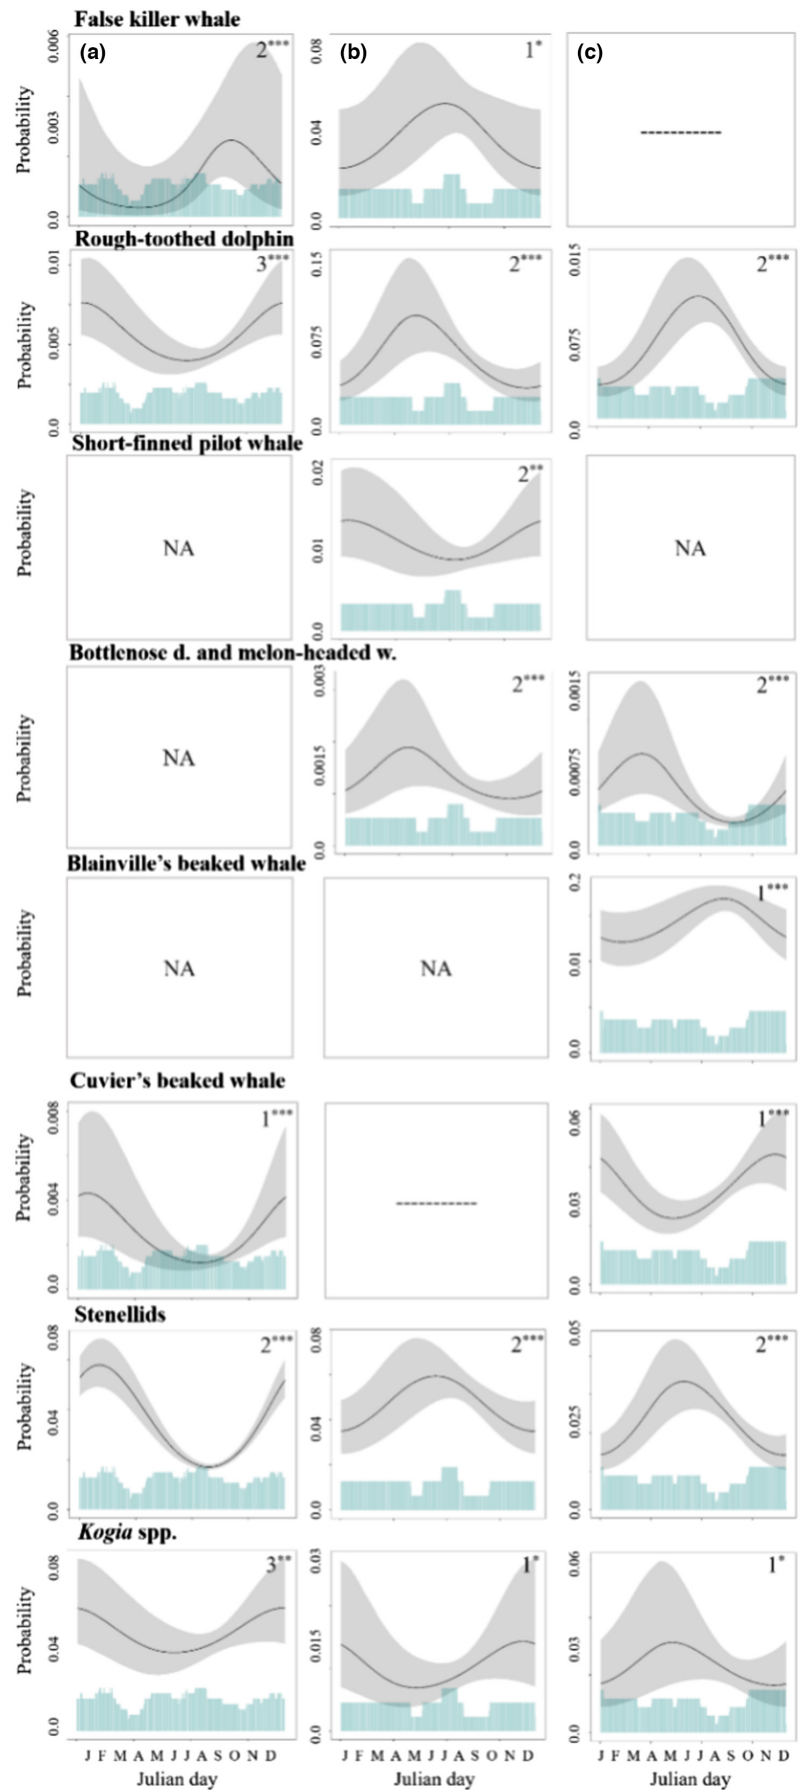 False killer whale
(a) 2*** (b) 1* (c)
Probability 0.0 0.003 0.006
0.0 0.04 0.08
----------
Rough-toothed dolphin
3*** 2*** 2***
Probability 0.0 0.005 0.01
0.0 0.075 0.15
0.0 0.075 0.015
Short-finned pilot whale
Probability NA
2** 0.0 0.01 0.02
NA
Bottlenose d. and melon-headed w.
Probability NA
2*** 0.0 0.0015 0.003
2*** 0.0 0.00075 0.0015
Blainville's beaked whale
Probability NA
NA
1*** 0.0 0.01 0.2
Cuvier's beaked whale
Probability 1*** 0.0 0.004 0.008
----------
1*** 0.0 0.03 0.06
Stenellids
2*** 2*** 2***
Probability 0.0 0.04 0.08
0.0 0.04 0.08
0.0 0.025 0.05
Kogia spp.
3** 1* 1*
Probability 0.0 0.04 0.08
0.0 0.015 0.03
0.0 0.03 0.06
J F M A M J J A S O N D J F M A M J J A S O N D J F M A M J J A S O N D
Julian day Julian day Julian day